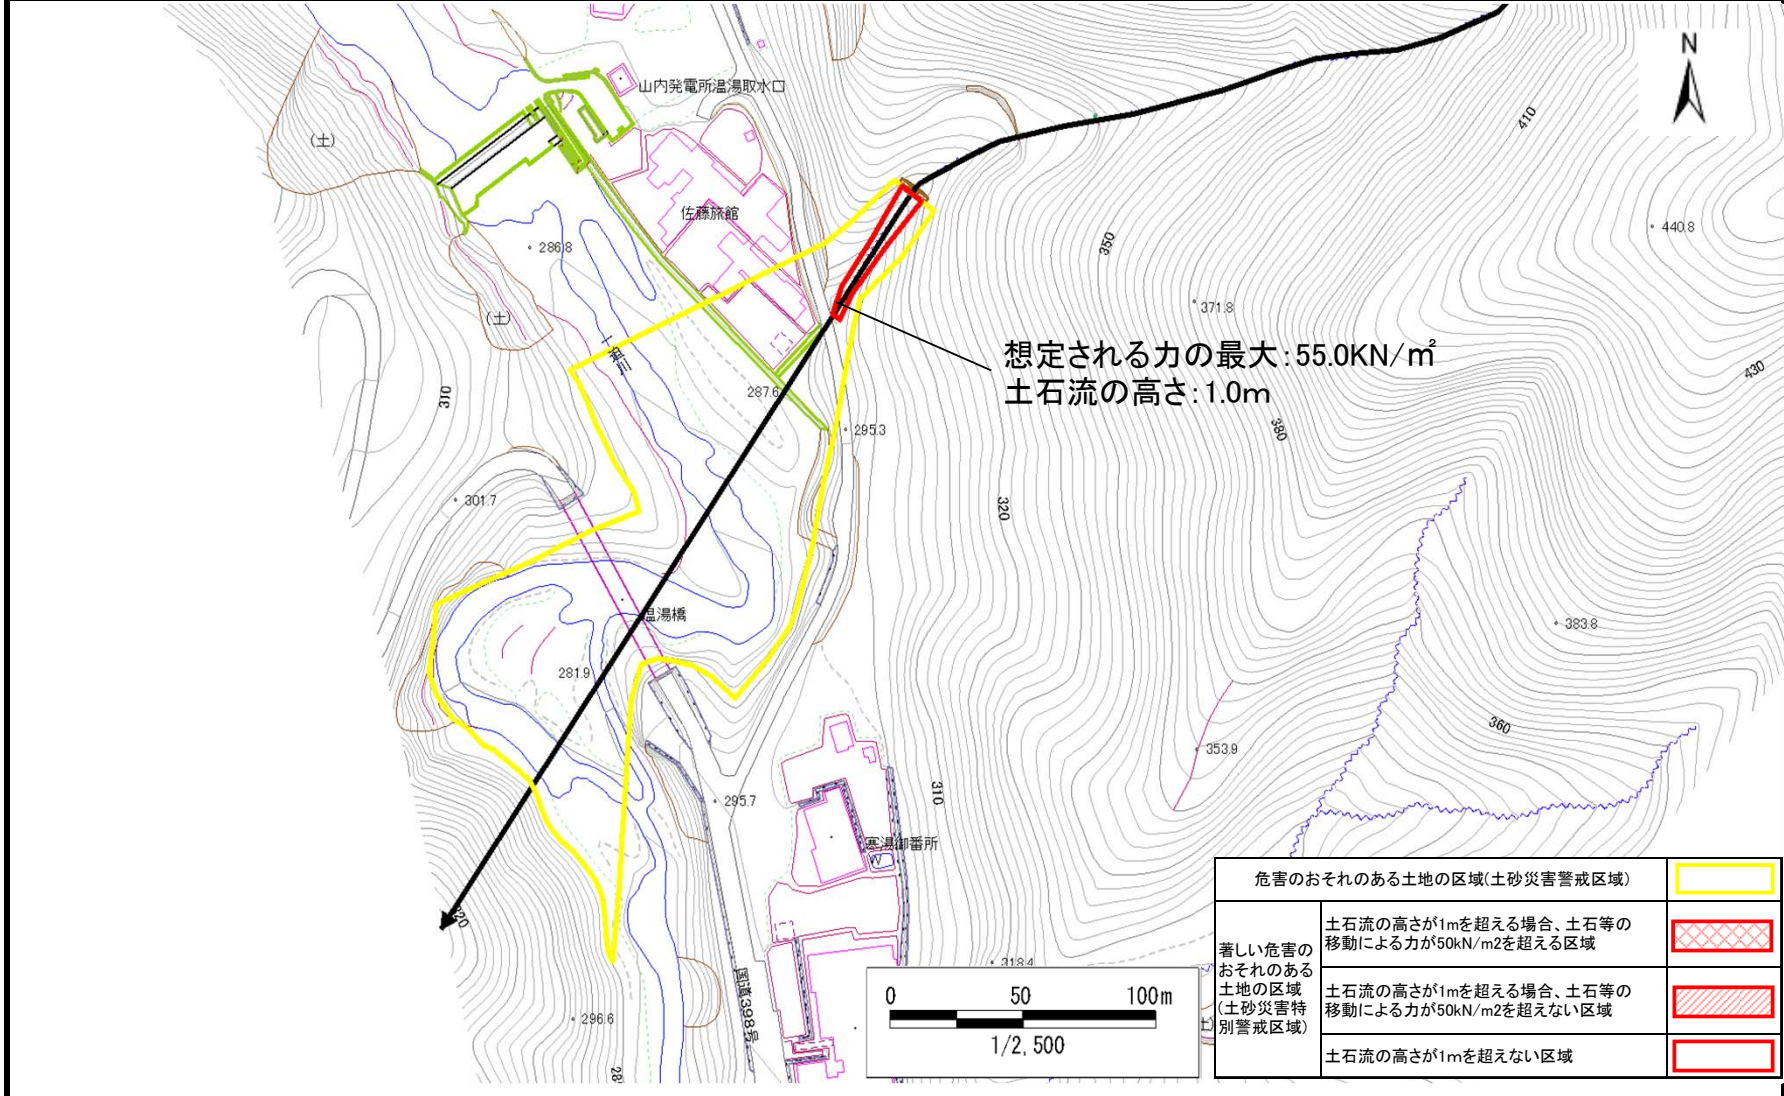 N
山内発電所温湯取水口
(土)
410
佐藤旅館
440.8
286.8
350
371.8
(土)
想定される力の最大:55.0KN/㎡
土石流の高さ:1.0m
430
310
287.6
295.3
380
301.7
320
温湯橋
383.8
281.9
360
353.9
295.7
310
寒湯御番所
W
320
318.4
国道398号
296.6
0 50 100m
1/2,500
危害のおそれのある土地の区域(土砂災害警戒区域)
著しい危害の
おそれのある
土地の区域
(土砂災害特
別警戒区域)
土石流の高さが1mを超える場合、土石等の
移動による力が50kN/m2を超える区域
土石流の高さが1mを超える場合、土石等の
移動による力が50kN/m2を超えない区域
土石流の高さが1mを超えない区域